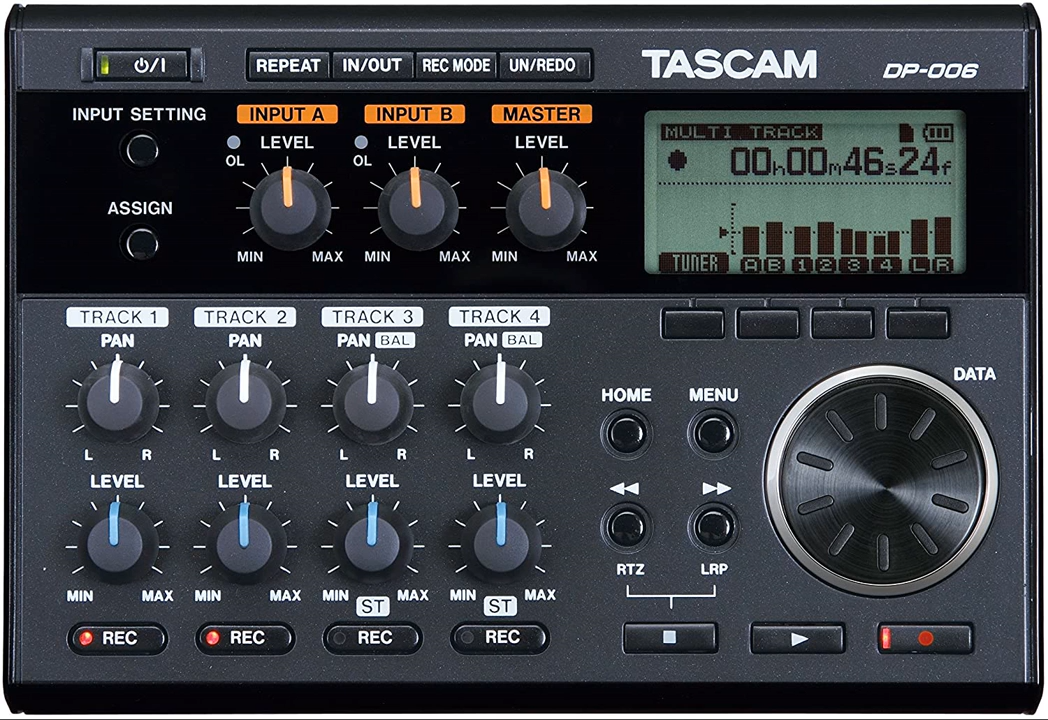 ⏻/I REPEAT IN/OUT REC MODE UN/REDO TASCAM DP-006
INPUT SETTING
INPUT A INPUT B MASTER
OL LEVEL OL LEVEL LEVEL
ASSIGN
MIN MAX MIN MAX MIN MAX
MULTI TRACK
00h00m46s24f
TUNER A B 1 2 3 4 L R
TRACK 1 TRACK 2 TRACK 3 TRACK 4
PAN PAN PAN BAL PAN BAL
L R L R L R L R
LEVEL LEVEL LEVEL LEVEL
MIN MAX MIN MAX MIN MAX MIN MAX
ST ST
REC REC REC REC
DATA
HOME MENU
RTZ LRP